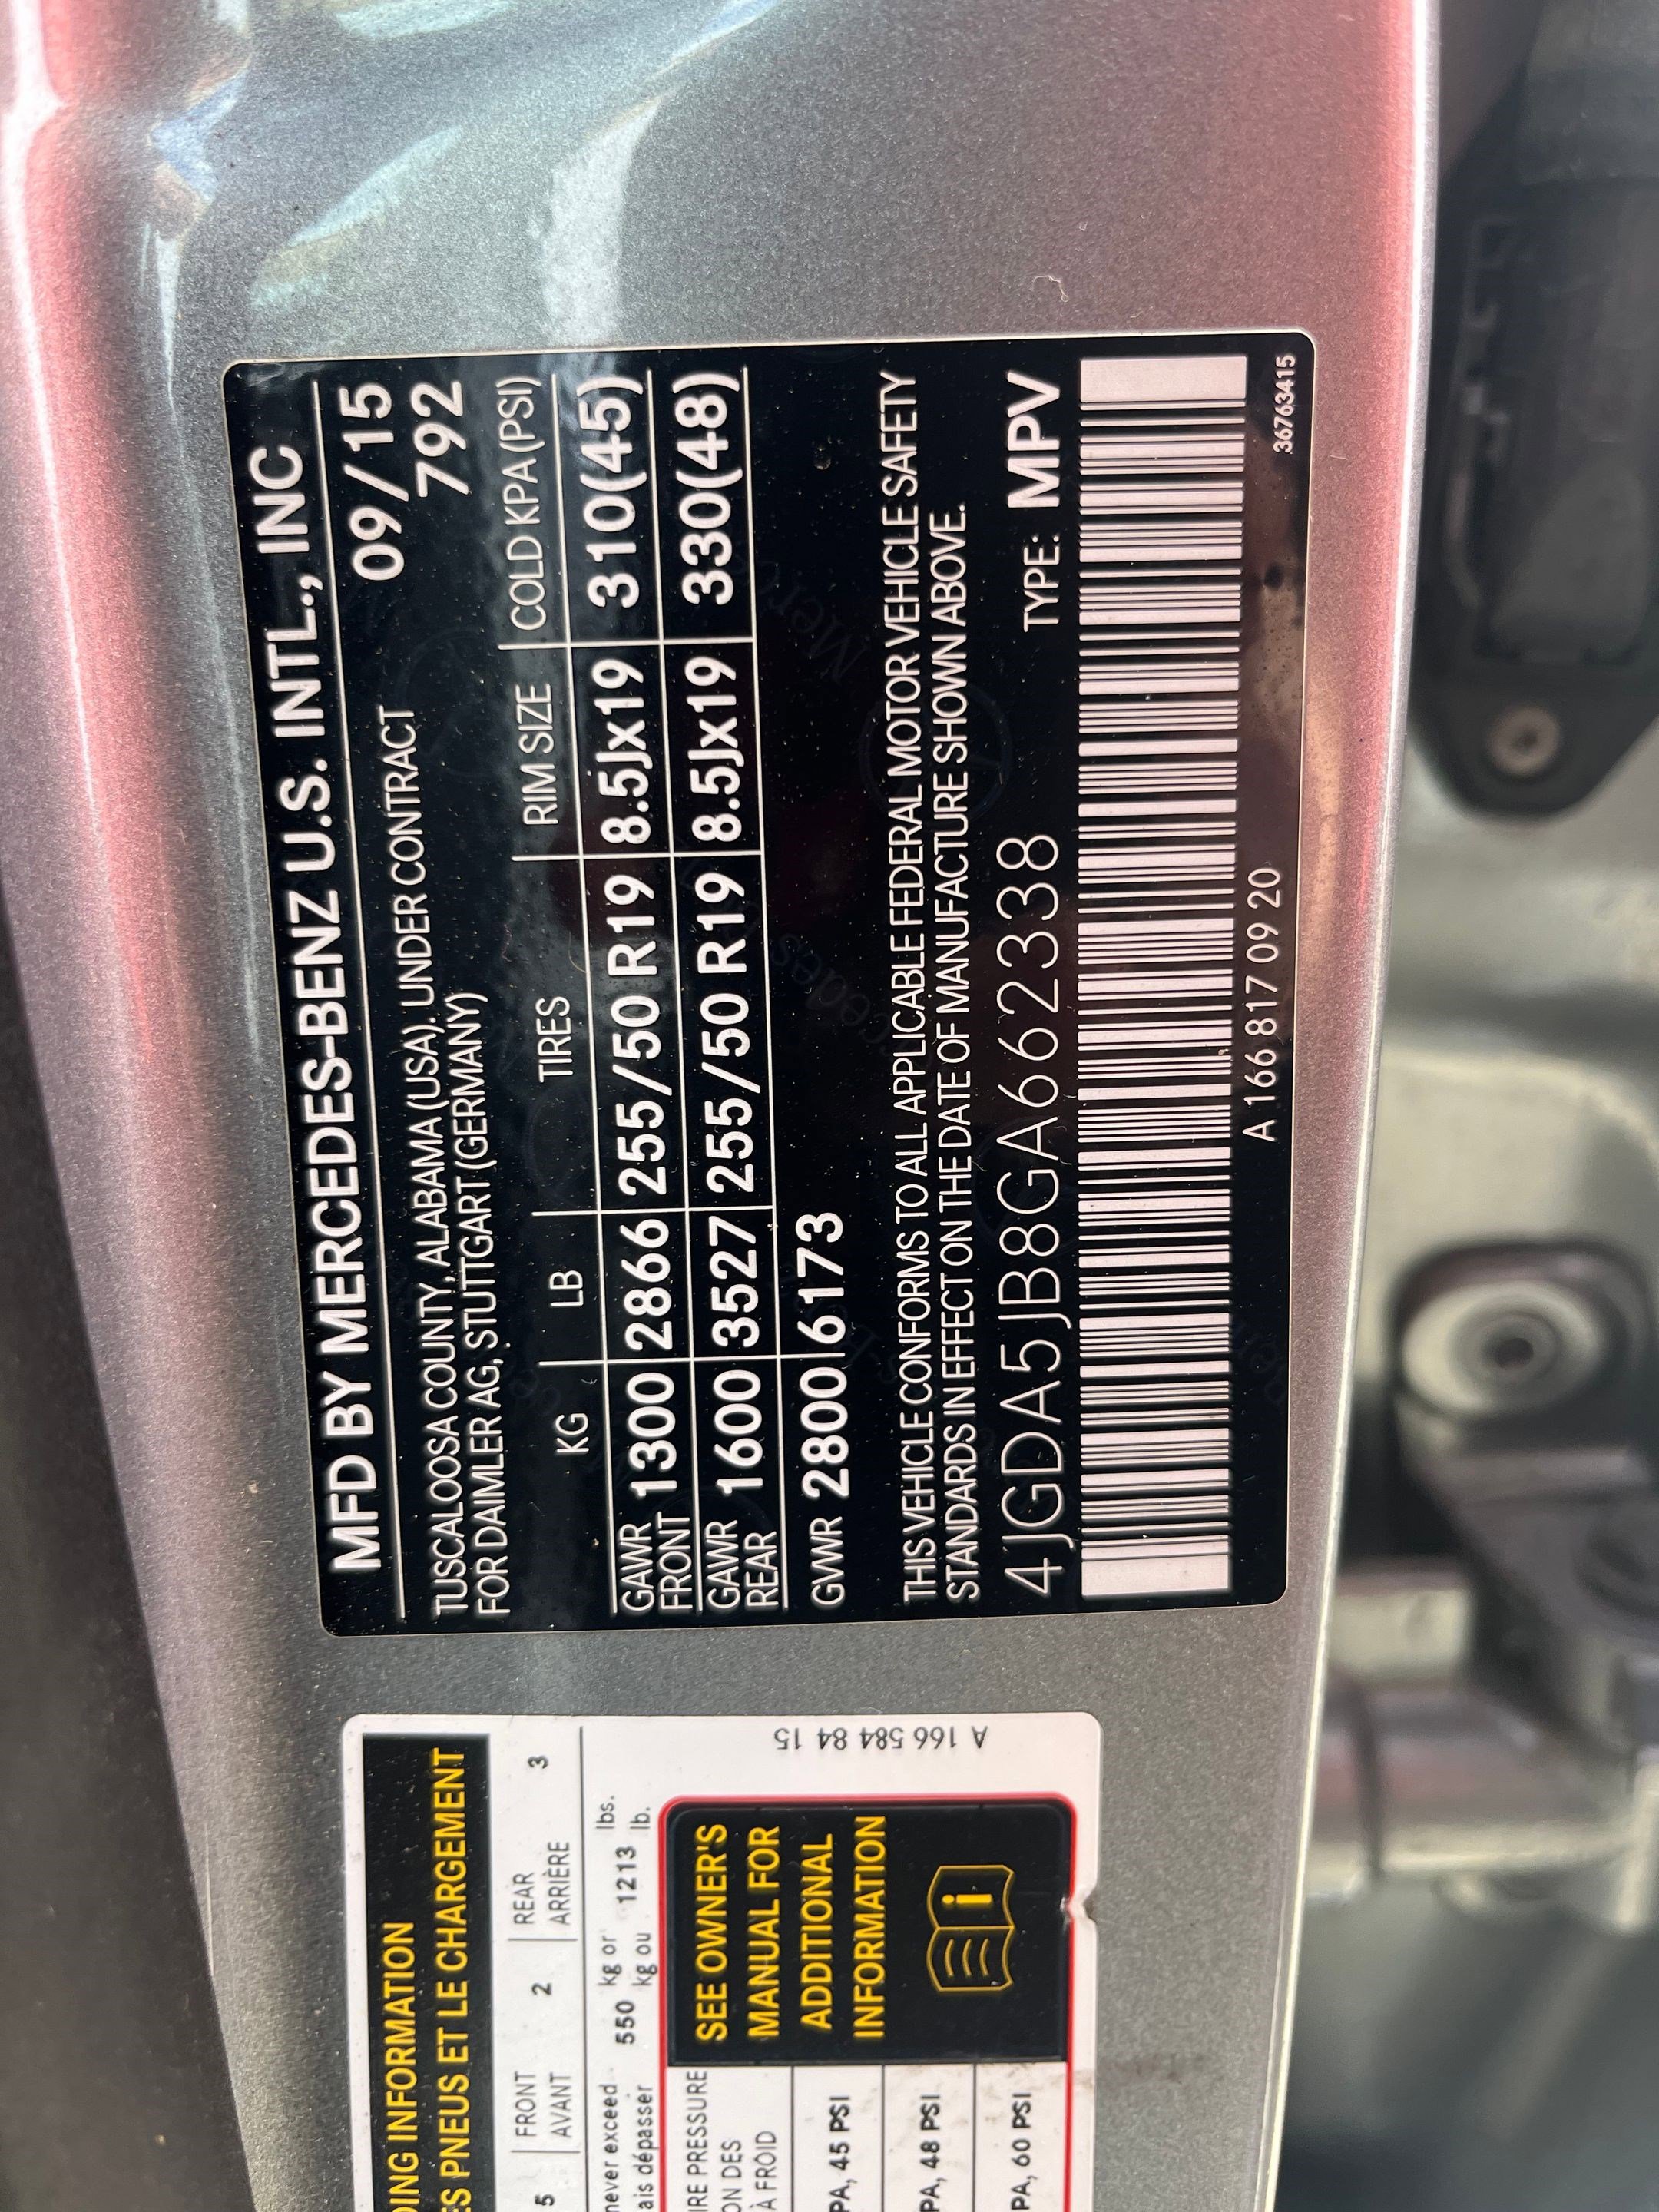 MFD BY MERCEDES-BENZ U.S. INTL., INC
TUSCALOOSA COUNTY, ALABAMA (USA), UNDER CONTRACT 09/15
FOR DAIMLER AG, STUTTGART (GERMANY) 792
KG LB TIRES RIM SIZE COLD KPA (PSI)
GAWR FRONT 1300 2866 255/50 R19 8.5Jx19 310(45)
GAWR REAR 1600 3527 255/50 R19 8.5Jx19 330(48)
GVWR 2800 6173
THIS VEHICLE CONFORMS TO ALL APPLICABLE FEDERAL MOTOR VEHICLE SAFETY
STANDARDS IN EFFECT ON THE DATE OF MANUFACTURE SHOWN ABOVE.
4JGDA5JB8GA662338 TYPE: MPV
A 166 817 09 20
36763415
DING INFORMATION
ES PNEUS ET LE CHARGEMENT
5 FRONT 2 REAR 3
AVANT ARRIÈRE
never exceed 550 kg or 1213 lbs.
ais dépasser kg ou lb.
IRE PRESSURE
ON DES
À FROID
PA, 45 PSI
PA, 48 PSI
PA, 60 PSI
SEE OWNER'S
MANUAL FOR
ADDITIONAL
INFORMATION
A 166 584 84 15